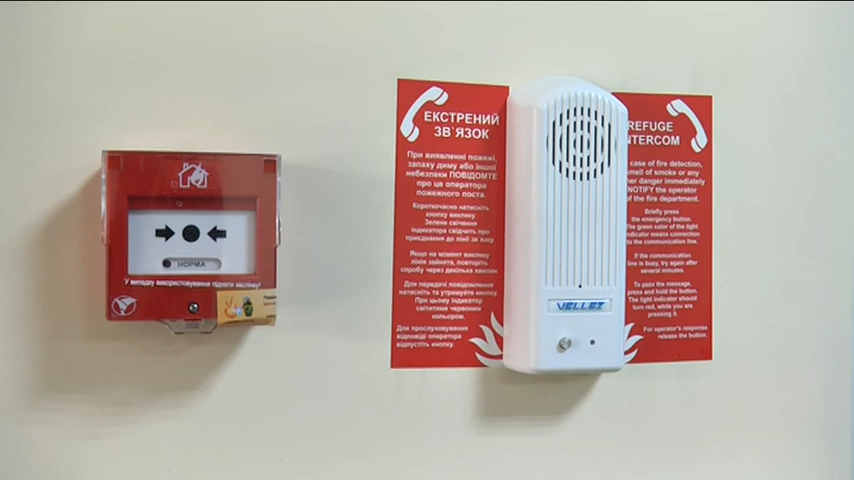 НОРМА
У випадку використовування підняти заслінку!
ЕКСТРЕНИЙ
ЗВ`ЯЗОК
При виявленні пожежі,
запаху диму або іншої
небезпеки ПОВІДОМТЕ
про це оператора
пожежного поста.
Короткочасно натисніть
кнопку виклику
Зелене свічення
індикатора свідчить про
приєднання до лінії зв`язку
Якщо на момент виклику
лінія зайнята, повторіть
спробу через декілька хвилин
Для передачі повідомлення
натисніть та утримуйте кнопку.
При цьому індикатор
світитиме червоним
кольором.
Для прослуховування
відповіді оператора
відпустіть кнопку.
VELLEZ
REFUGE
INTERCOM
case of fire detection,
smell of smoke or any
other danger immediately
NOTIFY the operator
of the fire department.
Briefly press
the emergency button.
The green color of the light
indicator means connection
to the communication line.
If the communication
line is busy, try again after
several minutes.
To pass the message,
press and hold the button.
The light indicator should
turn red, while you are
pressing it.
For operator's response
release the button.